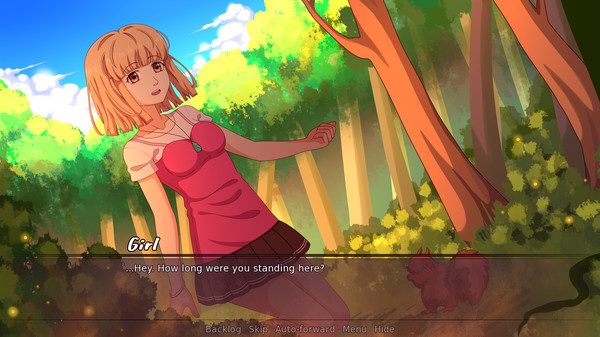 Girl
...Hey. How long were you standing here?
Backlog Skip Auto forward Menu Hide